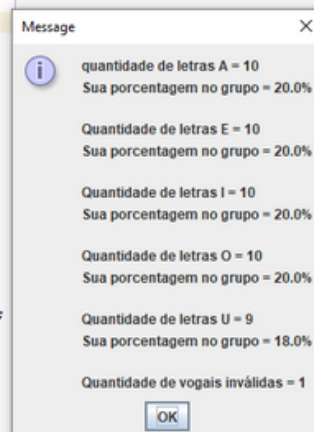 Message
quantidade de letras A = 10
Sua porcentagem no grupo = 20.0%
Quantidade de letras E = 10
Sua porcentagem no grupo = 20.0%
Quantidade de letras I = 10
Sua porcentagem no grupo = 20.0%
Quantidade de letras O = 10
Sua porcentagem no grupo = 20.0%
Quantidade de letras U = 9
Sua porcentagem no grupo = 18.0%
Quantidade de vogais inválidas = 1
OK